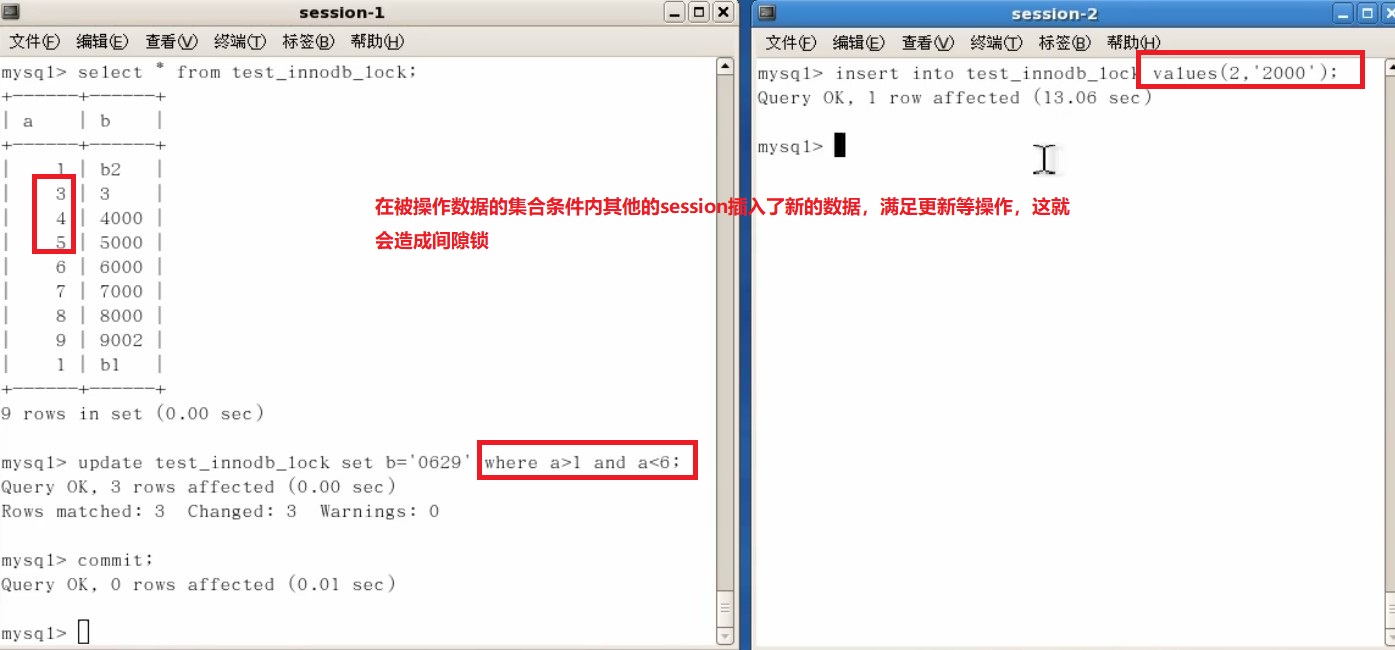 session-1
文件(F) 编辑(E) 查看(V) 终端(T) 标签(B) 帮助(H)
mysql> select * from test_innodb_lock;
+------+------+
| a | b |
+------+------+
| 1 | b2 |
| 3 | 3 |
| 4 | 4000 |
| 5 | 5000 |
| 6 | 6000 |
| 7 | 7000 |
| 8 | 8000 |
| 9 | 9002 |
| 1 | b1 |
+------+------+
9 rows in set (0.00 sec)
mysql> update test_innodb_lock set b='0629' where a>1 and a<6;
Query OK, 3 rows affected (0.00 sec)
Rows matched: 3 Changed: 3 Warnings: 0
mysql> commit;
Query OK, 0 rows affected (0.01 sec)
mysql>
session-2
文件(F) 编辑(E) 查看(V) 终端(T) 标签(B) 帮助(H)
mysql> insert into test_innodb_lock values(2,'2000');
Query OK, 1 row affected (13.06 sec)
mysql>
在被操作数据的集合条件内其他的session插入了新的数据，满足更新等操作，这就
会造成间隙锁